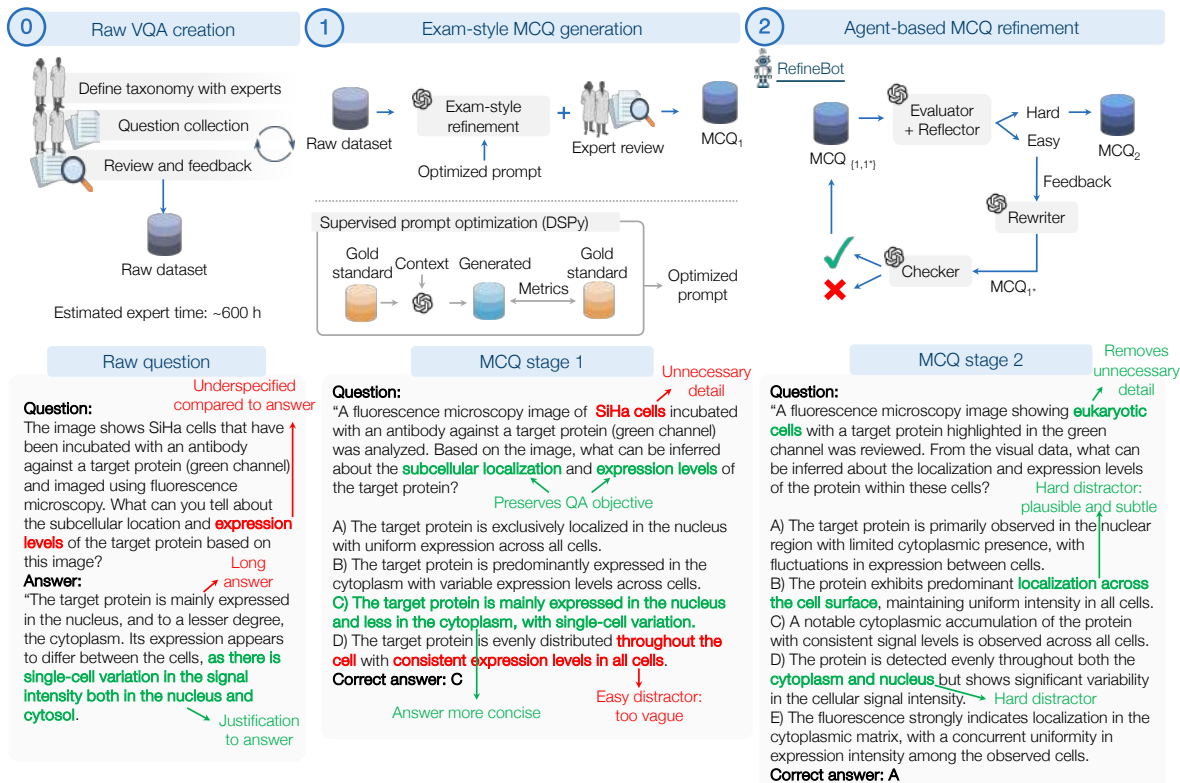 0
Raw VQA creation
Define taxonomy with experts
Question collection
Review and feedback
Raw dataset
Estimated expert time: ~600 h
1
Exam-style MCQ generation
Raw dataset
Exam-style
refinement
+
Expert review
MCQ1
Optimized prompt
Supervised prompt optimization (DSPy)
Gold
standard
Context
Generated
Metrics
Gold
standard
Optimized
prompt
2
Agent-based MCQ refinement
RefineBot
MCQ {1,1*}
Evaluator
+ Reflector
Hard
Easy
MCQ2
Feedback
Rewriter
MCQ1*
Checker
Raw question
Underspecified
compared to answer
Question:
The image shows SiHa cells that have
been incubated with an antibody
against a target protein (green channel)
and imaged using fluorescence
microscopy. What can you tell about
the subcellular location and expression
levels of the target protein based on
this image?
Long
answer
Answer:
“The target protein is mainly expressed
in the nucleus, and to a lesser degree,
the cytoplasm. Its expression appears
to differ between the cells, as there is
single-cell variation in the signal
intensity both in the nucleus and
cytosol.
Justification
to answer
MCQ stage 1
Unnecessary
detail
Question:
“A fluorescence microscopy image of SiHa cells incubated
with an antibody against a target protein (green channel)
was analyzed. Based on the image, what can be inferred
about the subcellular localization and expression levels of
the target protein?
Preserves QA objective
A) The target protein is exclusively localized in the nucleus
with uniform expression across all cells.
B) The target protein is predominantly expressed in the
cytoplasm with variable expression levels across cells.
C) The target protein is mainly expressed in the nucleus
and less in the cytoplasm, with single-cell variation.
D) The target protein is evenly distributed throughout the
cell with consistent expression levels in all cells.
Correct answer: C
Answer more concise
Easy distractor:
too vague
MCQ stage 2
Removes
unnecessary
detail
Question:
“A fluorescence microscopy image showing eukaryotic
cells with a target protein highlighted in the green
channel was reviewed. From the visual data, what can
be inferred about the localization and expression levels
of the protein within these cells?
Hard distractor:
plausible and subtle
A) The target protein is primarily observed in the nuclear
region with limited cytoplasmic presence, with
fluctuations in expression between cells.
B) The protein exhibits predominant localization across
the cell surface, maintaining uniform intensity in all cells.
C) A notable cytoplasmic accumulation of the protein
with consistent signal levels is observed across all cells.
D) The protein is detected evenly throughout both the
cytoplasm and nucleus but shows significant variability
in the cellular signal intensity.
Hard distractor
E) The fluorescence strongly indicates localization in the
cytoplasmic matrix, with a concurrent uniformity in
expression intensity among the observed cells.
Correct answer: A